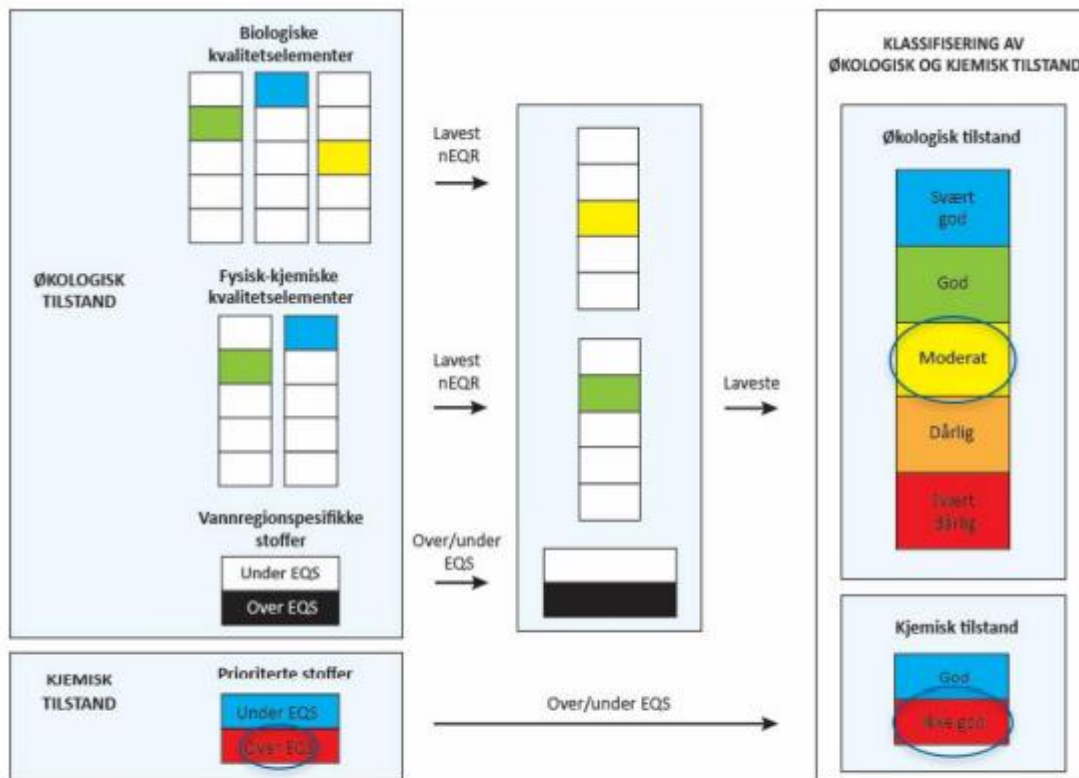 Biologiske
kvalitetselementer
ØKOLOGISK
TILSTAND
Fysisk-kjemiske
kvalitetselementer
Vannregionspesifikke
stoffer
Under EQS
Over EQS
KJEMISK
TILSTAND
Prioriterte stoffer
Under EQS
Over EQS
Lavest
nEQR
Lavest
nEQR
Over/under
EQS
Laveste
Over/under EQS
KLASSIFISERING AV
ØKOLOGISK OG KJEMISK TILSTAND
Økologisk tilstand
Svært
god
God
Moderat
Dårlig
Svært
dårlig
Kjemisk tilstand
God
Ikke god